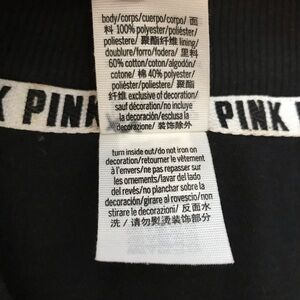 body/corps/cuerpo/corpo/ 面
料 100% polyester/polyester/
poliéster/poliestere/ 聚酯纤维 lining/
doublure/forro/fodera/ 里料
60% cotton/coton/algodón/
cotone/ 棉 40% polyester/
polyester/poliéster/poliestere/ 聚酯
纤维 exclusive of decoration/
sauf décoration/no incluye
la decoración/esclusa la
decorazione/ 装饰除外
PINK
PINK
turn inside out/do not iron on
decoration/retourner le vêtement
à l'envers/ne pas repasser sur
les ornements/lavar del lado
del revés/no planchar sobre la
decoración/girare al rovescio/non
stirare le decorazioni/ 反面水
洗 / 请勿熨烫装饰部分